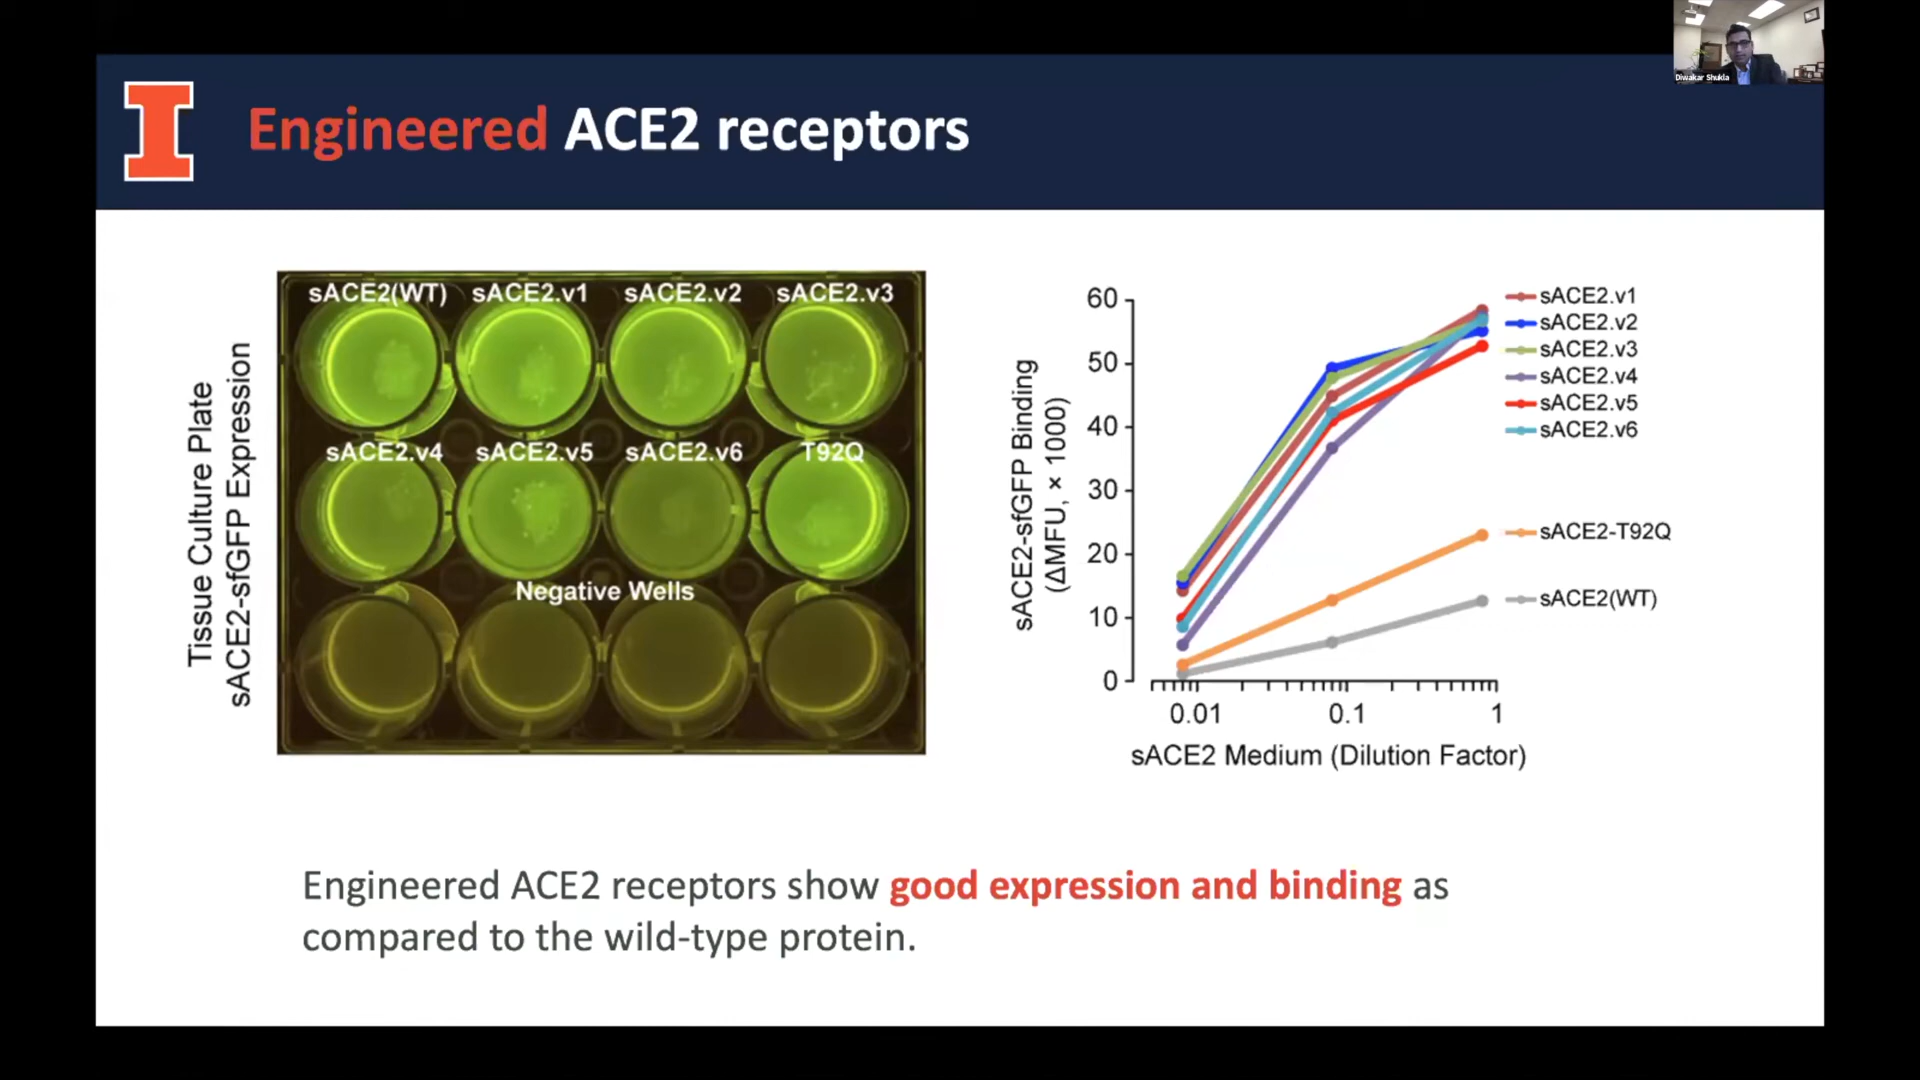 Diwakar Shukla
I
Engineered ACE2 receptors
Tissue Culture Plate
sACE2-sfGFP Expression
sACE2(WT) sACE2.v1 sACE2.v2 sACE2.v3
sACE2.v4 sACE2.v5 sACE2.v6 T92Q
Negative Wells
sACE2-sfGFP Binding
(ΔMFU, × 1000)
60
50
40
30
20
10
0
0.01 0.1 1
sACE2 Medium (Dilution Factor)
sACE2.v1
sACE2.v2
sACE2.v3
sACE2.v4
sACE2.v5
sACE2.v6
sACE2-T92Q
sACE2(WT)
Engineered ACE2 receptors show good expression and binding as
compared to the wild-type protein.